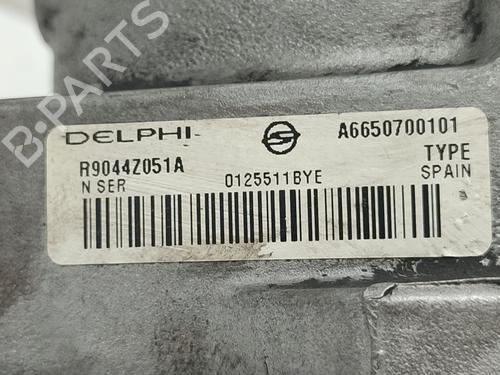 B-PARTS
DELPHI
A6650700101
R9044Z051A
TYPE
N SER
0125511BYE
SPAIN